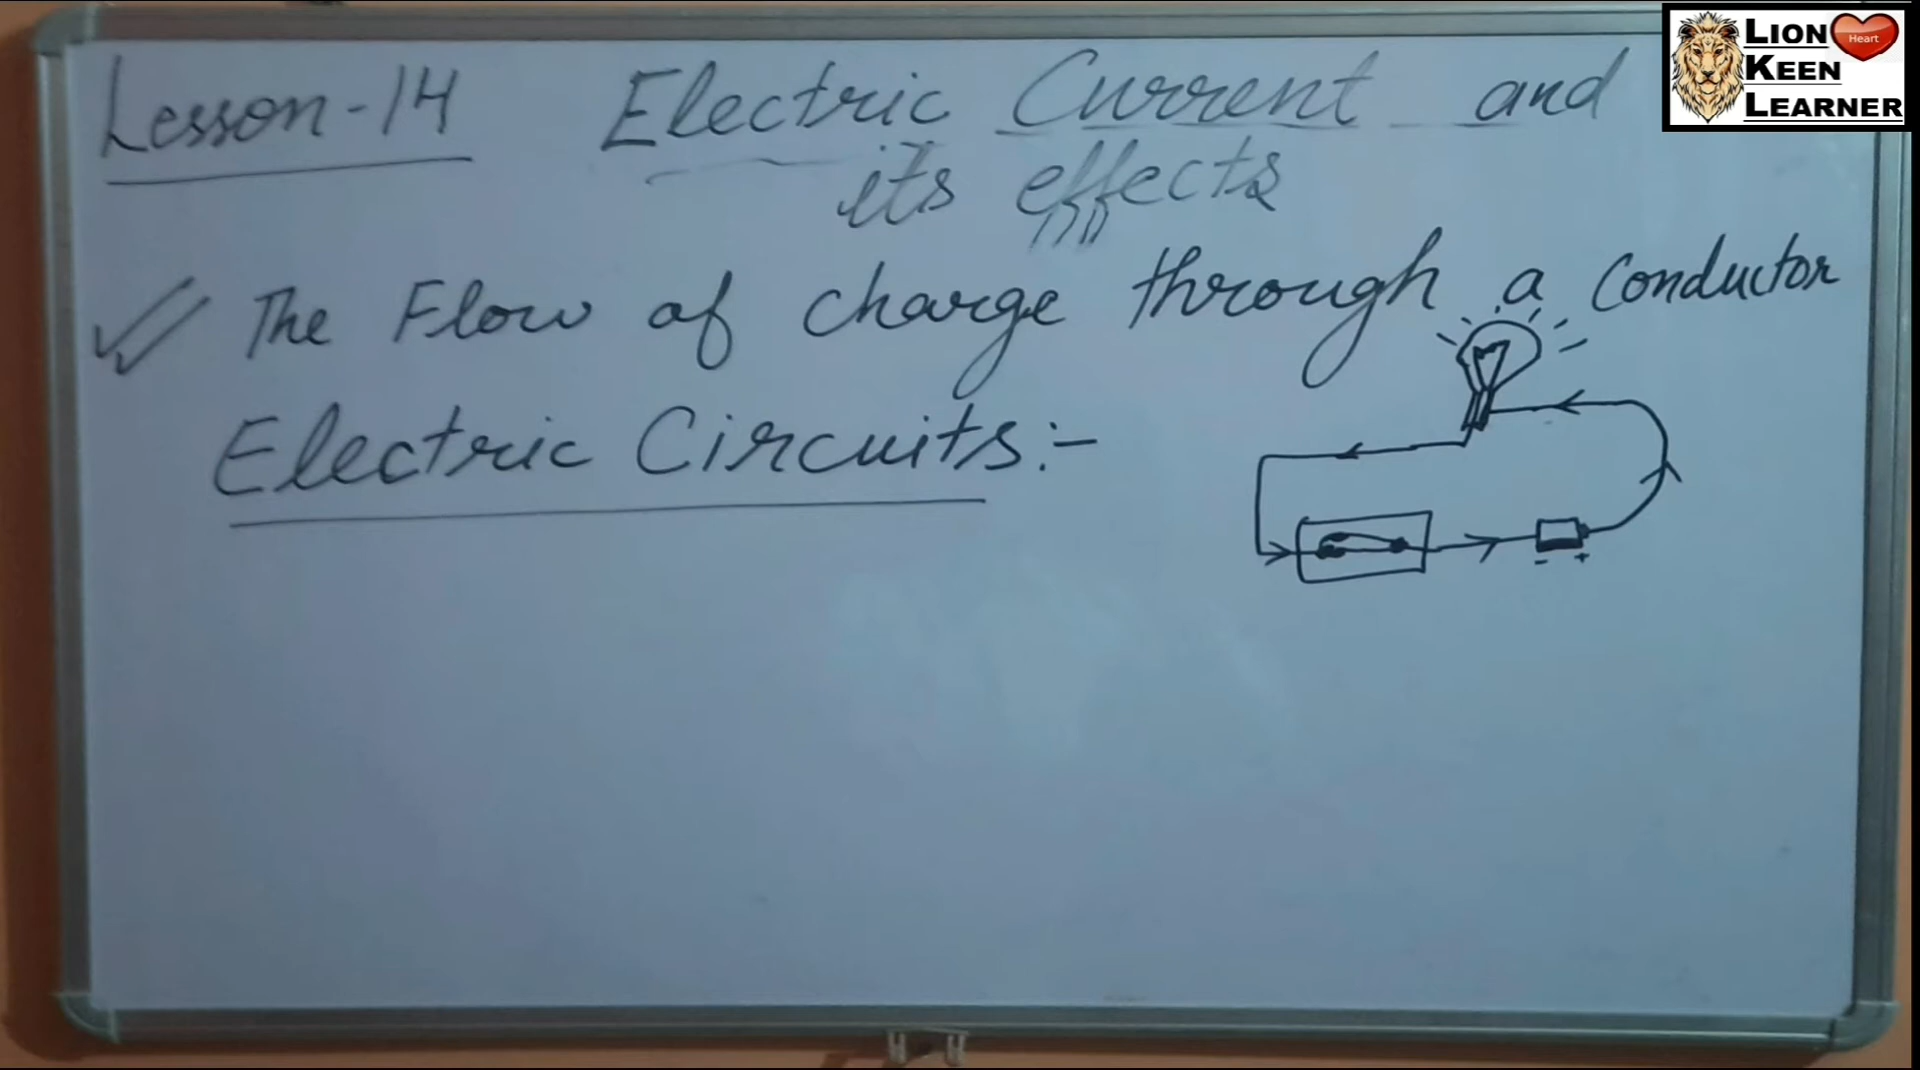 Lesson-14 Electric Current and
its effects
The Flow of charge through a Conductor
Electric Circuits:-
- +
LION Heart
KEEN
LEARNER